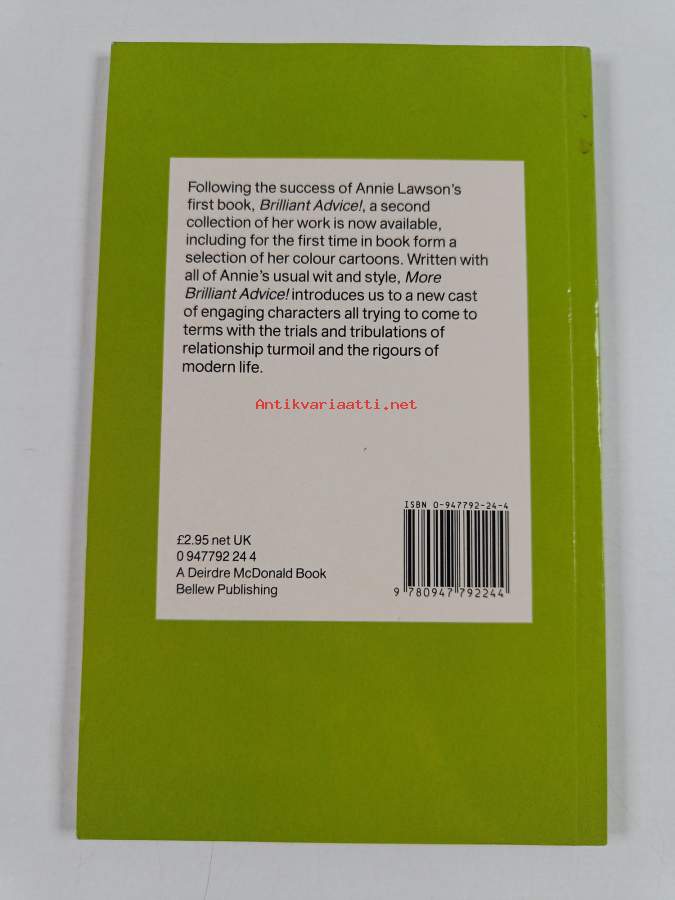 Following the success of Annie Lawson's
first book, Brilliant Advice!, a second
collection of her work is now available,
including for the first time in book form a
selection of her colour cartoons. Written with
all of Annie's usual wit and style, More
Brilliant Advice! introduces us to a new cast
of engaging characters all trying to come to
terms with the trials and tribulations of
relationship turmoil and the rigours of
modern life.
Antikvariaatti.net
ISBN 0-947792-24-4
£2.95 net UK
0 947792 24 4
A Deirdre McDonald Book
Bellew Publishing
9 780947 792244